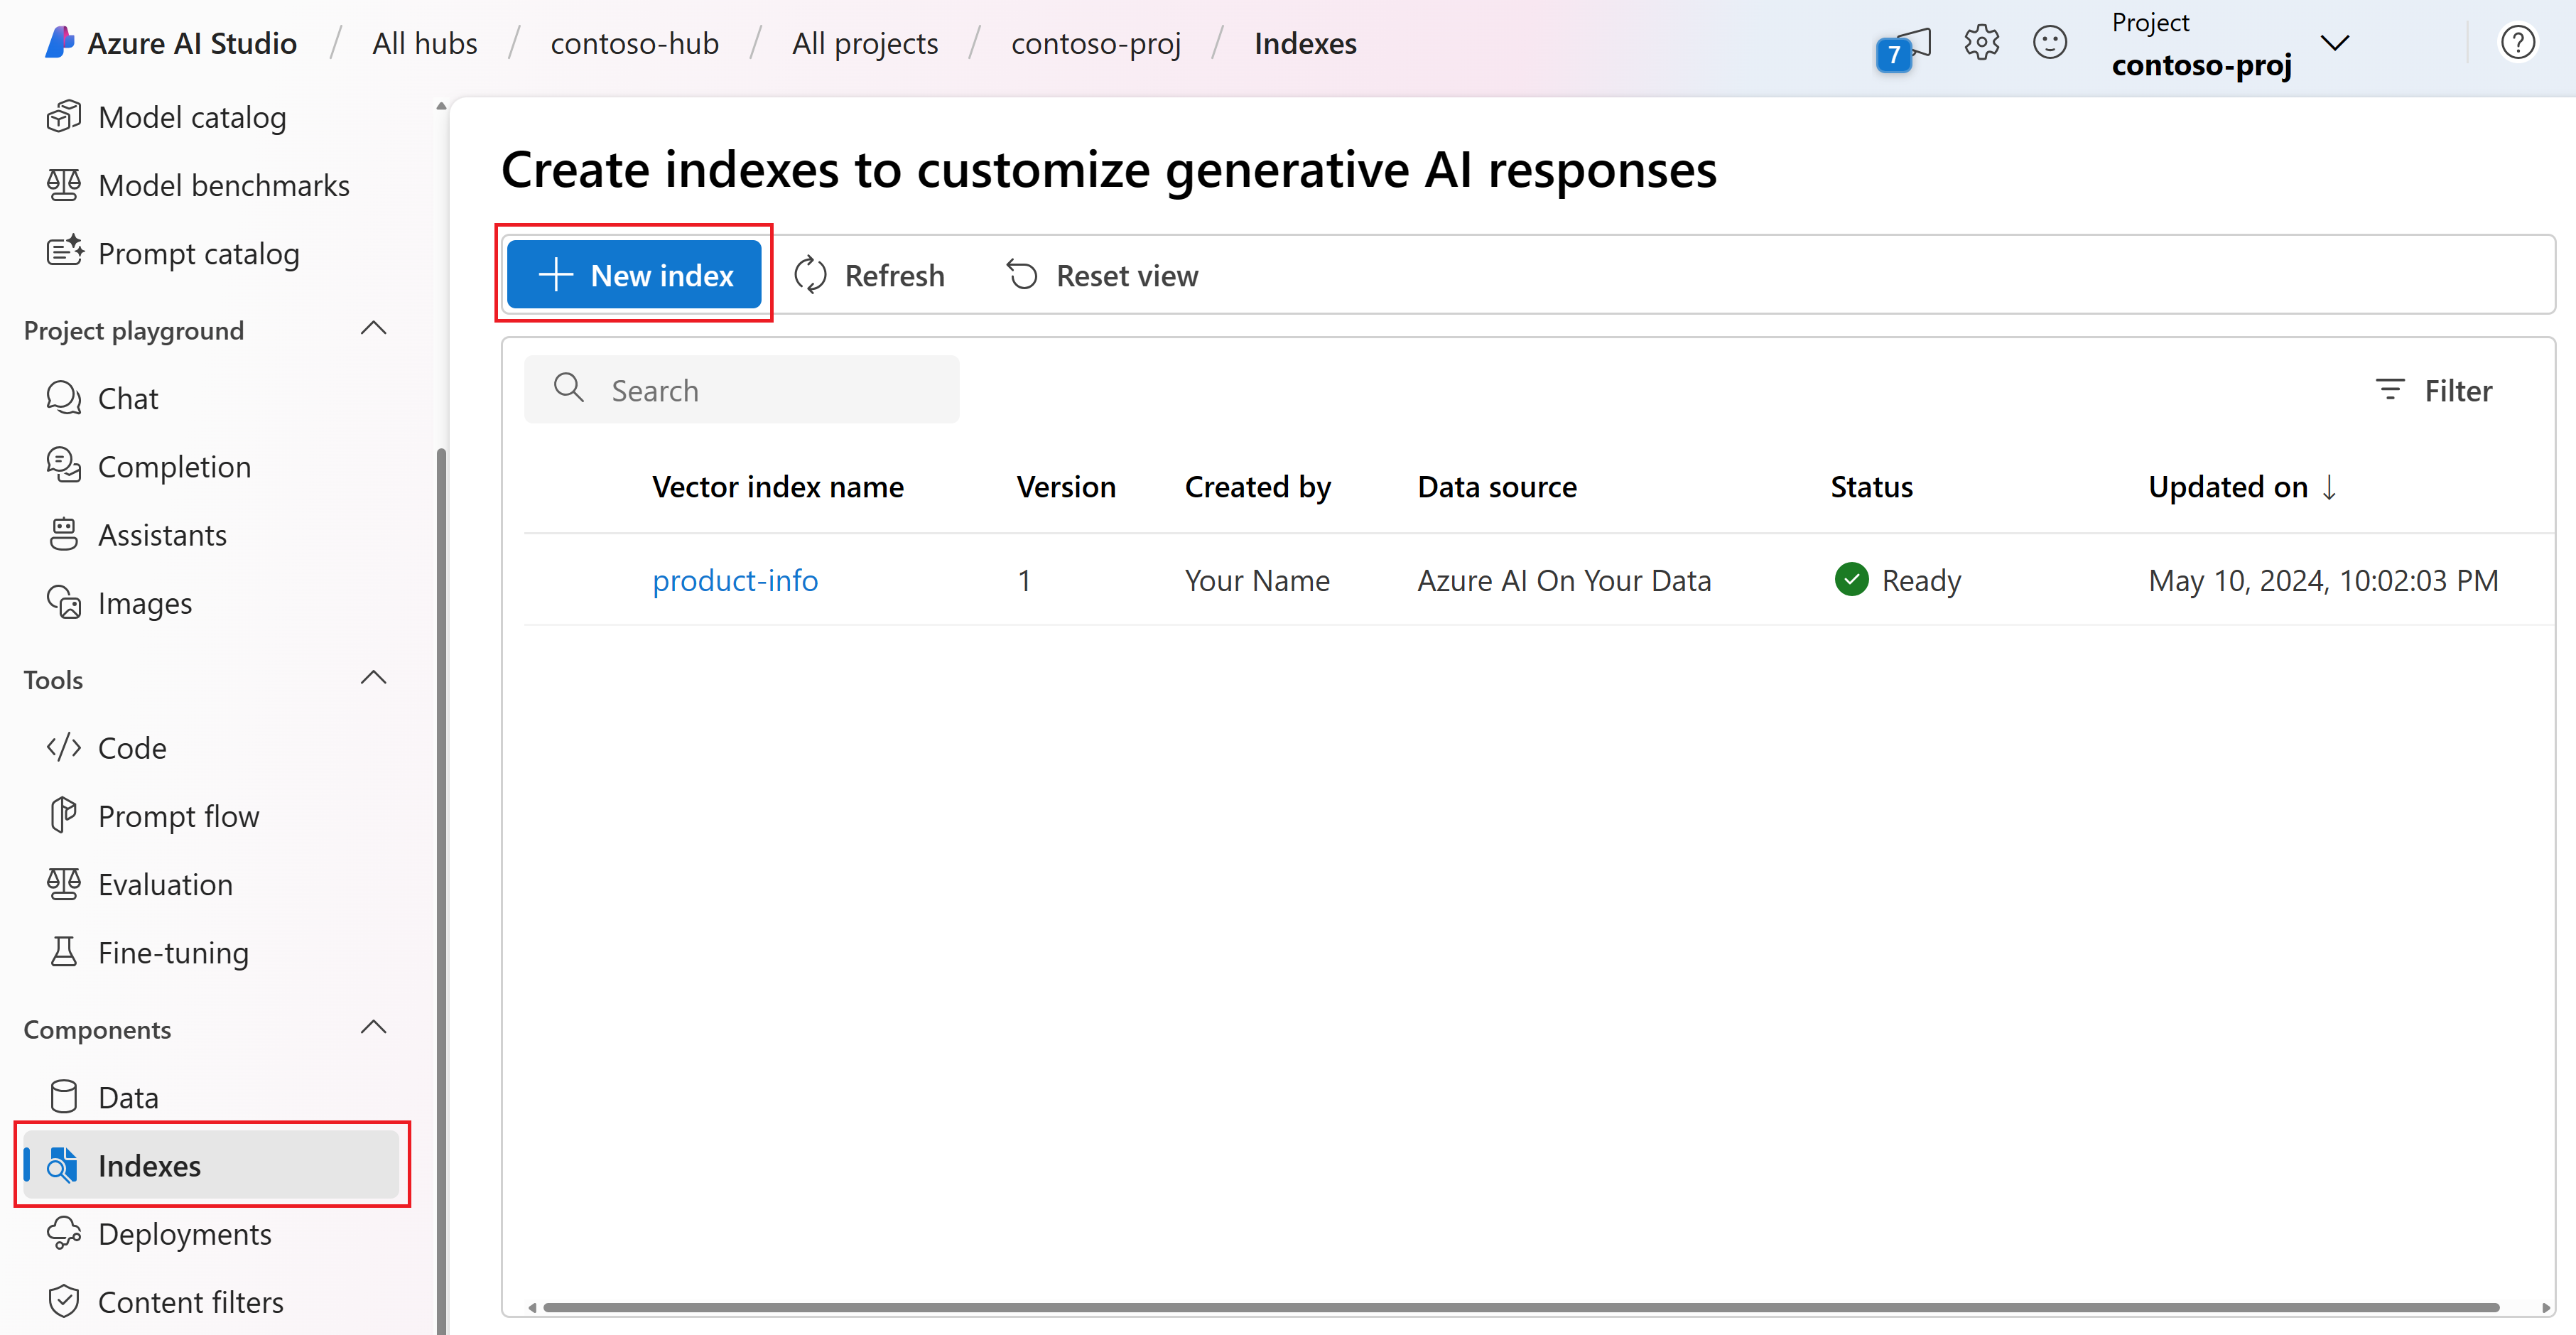 Azure AI Studio / All hubs / contoso-hub / All projects / contoso-proj / Indexes
7
Project
contoso-proj
?
Model catalog
Model benchmarks
Prompt catalog
Project playground
Chat
Completion
Assistants
Images
Tools
Code
Prompt flow
Evaluation
Fine-tuning
Components
Data
Indexes
Deployments
Content filters
Create indexes to customize generative AI responses
New index Refresh Reset view
Search Filter
Vector index name Version Created by Data source Status Updated on ↓
product-info 1 Your Name Azure AI On Your Data Ready May 10, 2024, 10:02:03 PM